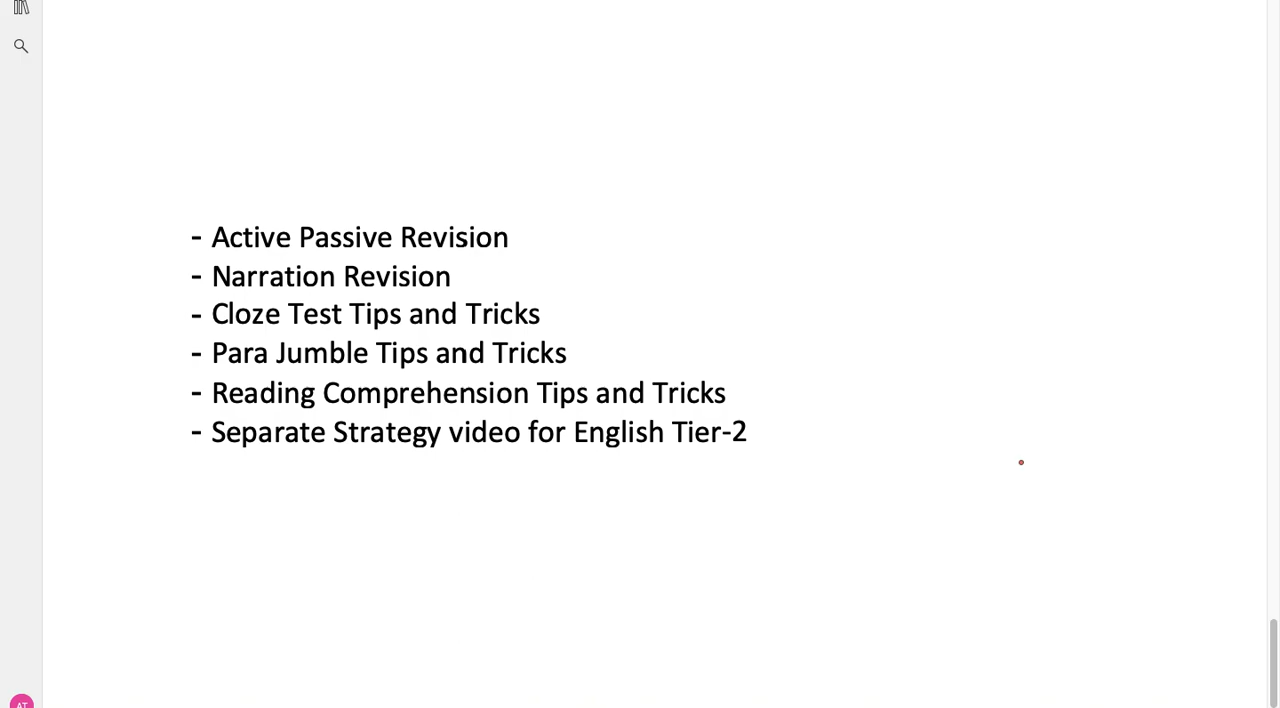 - Active Passive Revision
- Narration Revision
- Cloze Test Tips and Tricks
- Para Jumble Tips and Tricks
- Reading Comprehension Tips and Tricks
- Separate Strategy video for English Tier-2
AT